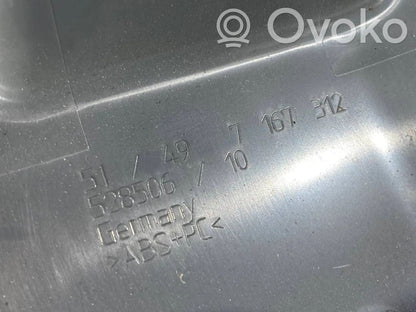 Ovoko
51 / 49 7 167 312
528506 / 10
Germany
>ABS+PC<